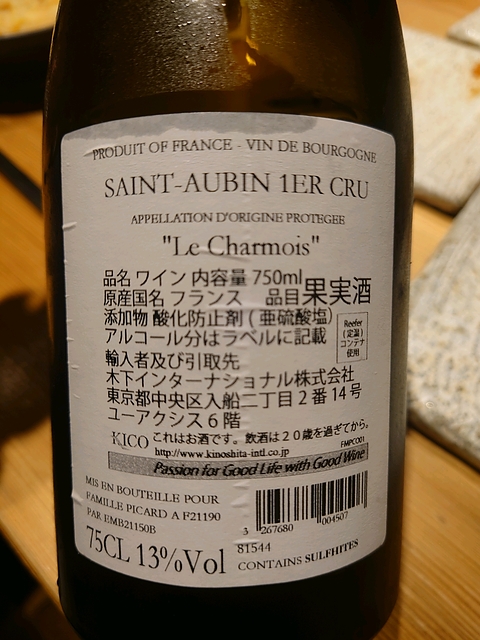 PRODUIT OF FRANCE - VIN DE BOURGOGNE
SAINT-AUBIN 1ER CRU
APPELLATION D'ORIGINE PROTEGEE
"Le Charmois"
品名 ワイン 内容量 750ml
原産国名 フランス 品目 果実酒
添加物 酸化防止剤(亜硫酸塩)
アルコール分はラベルに記載
Reefer
(定温)
コンテナ
使用
輸入者及び引取先
木下インターナショナル株式会社
東京都中央区入船二丁目2番14号
ユーアクシス6階
KICO これはお酒です。飲酒は20歳を過ぎてから。
http://www.kinoshita-intl.co.jp
FMPC001
Passion for Good Life with Good Wine
MIS EN BOUTEILLE POUR
FAMILLE PICARD A F21190
PAR EMB21150B
75CL 13%Vol
3 267680 004507
81544
CONTAINS SULFHITES